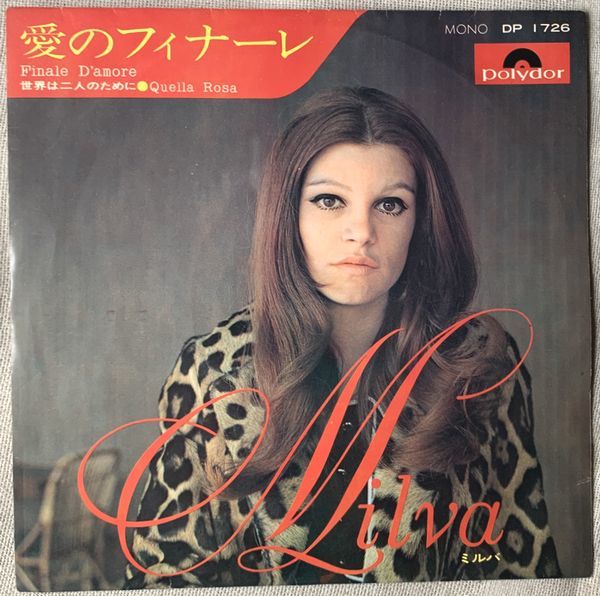 愛のフィナーレ
MONO DP 1726
Finale D'amore
世界は二人のために●Quella Rosa
polydor
Milva
ミルバ